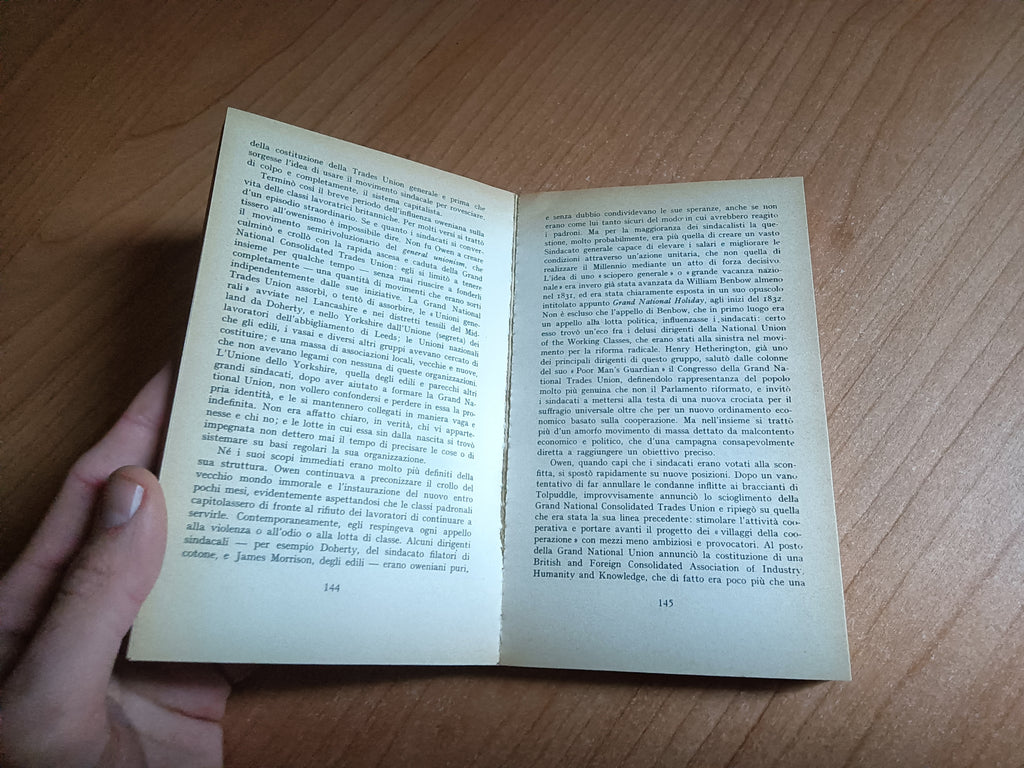 della costituzione della Trades Union generale e prima che
sorgesse l'idea di usare il movimento sindacale per rovesciare,
di colpo e completamente, il sistema capitalista.
Terminò così il breve periodo dell'influenza oweniana sulla
vita delle classi lavoratrici britanniche. Per molti versi si trattò
d'un episodio straordinario. Se e quanto i sindacati si conver-
tissero all'owenismo è impossibile dire. Non fu Owen a creare
il movimento semirivoluzionario del general unionism, che
culminò e crollò con la rapida ascesa e caduta della Grand
National Consolidated Trades Union: egli si limitò a tenere
insieme per qualche tempo — senza mai riuscire a fonderli
completamente — una quantità di movimenti che erano sorti
indipendentemente dalle sue iniziative. La Grand National
Trades Union assorbì, o tentò di assorbire, le « Unioni gene-
rali » avviate nel Lancashire e nei distretti tessili del Mid-
land da Doherty, e nello Yorkshire dall'Unione (segreta) dei
lavoratori dell'abbigliamento di Leeds; le Unioni nazionali
che gli edili, i vasai e diversi altri gruppi avevano cercato di
costituire; e una massa di associazioni locali, vecchie e nuove,
che non avevano legami con nessuna di queste organizzazioni.
L'Unione dello Yorkshire, quella degli edili e parecchi altri
grandi sindacati, dopo aver aiutato a formare la Grand Na-
tional Union, non vollero confondersi e perdere in essa la pro-
pria identità, e le si mantennero collegati in maniera vaga e
indefinita. Non era affatto chiaro, in verità, chi vi apparte-
nesse e chi no; e le lotte in cui essa sin dalla nascita si trovò
impegnata non dettero mai il tempo di precisare le cose o di
sistemare su basi regolari la sua organizzazione.
Né i suoi scopi immediati erano molto più definiti della
sua struttura. Owen continuava a preconizzare il crollo del
vecchio mondo immorale e l'instaurazione del nuovo entro
pochi mesi, evidentemente aspettandosi che le classi padronali
capitolassero di fronte al rifiuto dei lavoratori di continuare a
servirle. Contemporaneamente, egli respingeva ogni appello
alla violenza o all'odio o alla lotta di classe. Alcuni dirigenti
sindacali — per esempio Doherty, del sindacato filatori di
cotone, e James Morrison, degli edili — erano oweniani puri,
144
e senza dubbio condividevano le sue speranze, anche se non
erano come lui tanto sicuri del modo in cui avrebbero reagito
i padroni. Ma per la maggioranza dei sindacalisti la que-
stione, molto probabilmente, era più quella di creare un vasto
Sindacato generale capace di elevare i salari e migliorare le
condizioni attraverso un'azione unitaria, che non quella di
realizzare il Millennio mediante un atto di forza decisivo.
L'idea di uno « sciopero generale » o « grande vacanza nazio-
nale » era invero già stata avanzata da William Benbow almeno
nel 1831, ed era stata chiaramente esposta in un suo opuscolo
intitolato appunto Grand National Holiday, agli inizi del 1832.
Non è escluso che l'appello di Benbow, che in primo luogo era
un appello alla lotta politica, influenzasse i sindacati: certo
esso trovò un'eco fra i delusi dirigenti della National Union
of the Working Classes, che erano stati alla sinistra nel movi-
mento per la riforma radicale. Henry Hetherington, già uno
dei principali dirigenti di questo gruppo, salutò dalle colonne
del suo « Poor Man's Guardian » il Congresso della Grand Na-
tional Trades Union, definendolo rappresentanza del popolo
molto più genuina che non il Parlamento riformato, e invitò
i sindacati a mettersi alla testa di una nuova crociata per il
suffragio universale oltre che per un nuovo ordinamento eco-
nomico basato sulla cooperazione. Ma nell'insieme si trattò
più d'un amorfo movimento di massa dettato da malcontento
economico e politico, che d'una campagna consapevolmente
diretta a raggiungere un obiettivo preciso.
Owen, quando capì che i sindacati erano votati alla scon-
fitta, si spostò rapidamente su nuove posizioni. Dopo un vano
tentativo di far annullare le condanne inflitte ai braccianti di
Tolpuddle, improvvisamente annunciò lo scioglimento della
Grand National Consolidated Trades Union e ripiegò su quella
che era stata la sua linea precedente: stimolare l'attività coo-
perativa e portare avanti il progetto dei « villaggi della coo-
perazione » con mezzi meno ambiziosi e provocatori. Al posto
della Grand National Union annunciò la costituzione di una
British and Foreign Consolidated Association of Industry,
Humanity and Knowledge, che di fatto era poco più che una
145